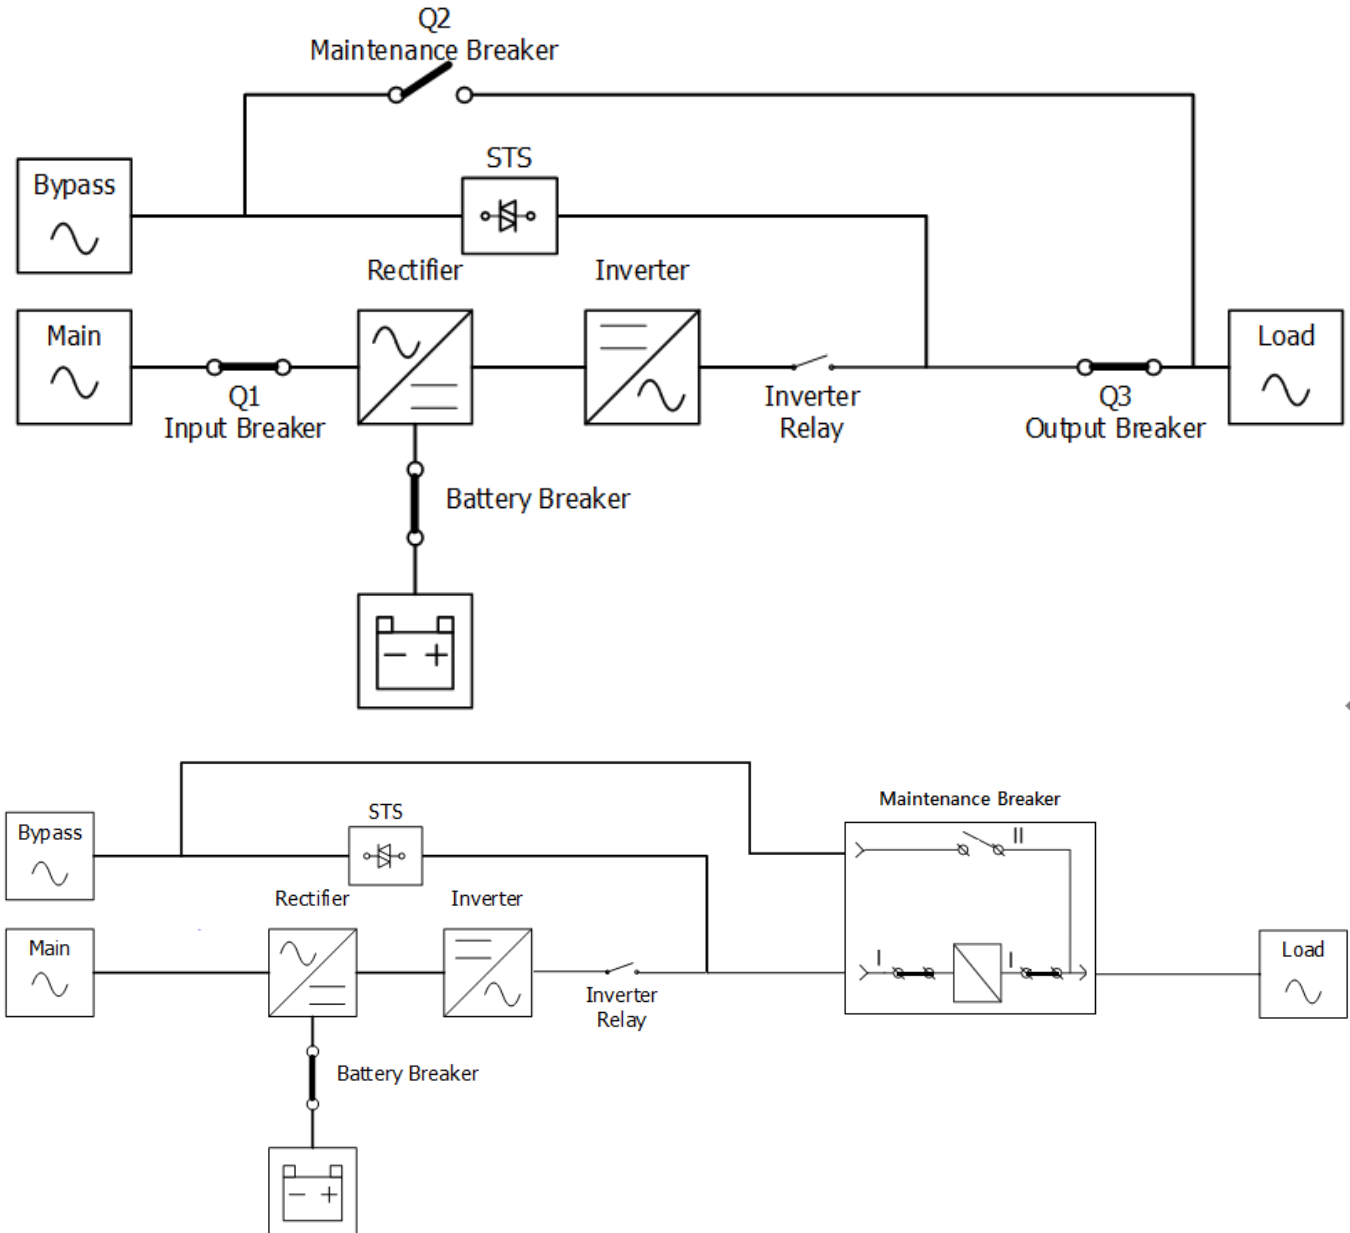 Q2
Maintenance Breaker
STS
Bypass
Rectifier
Inverter
Main
Load
Q1
Input Breaker
Inverter
Relay
Q3
Output Breaker
Battery Breaker
− +
Maintenance Breaker
STS
Bypass
II
Rectifier
Inverter
Main
I
I
Load
Inverter
Relay
Battery Breaker
− +